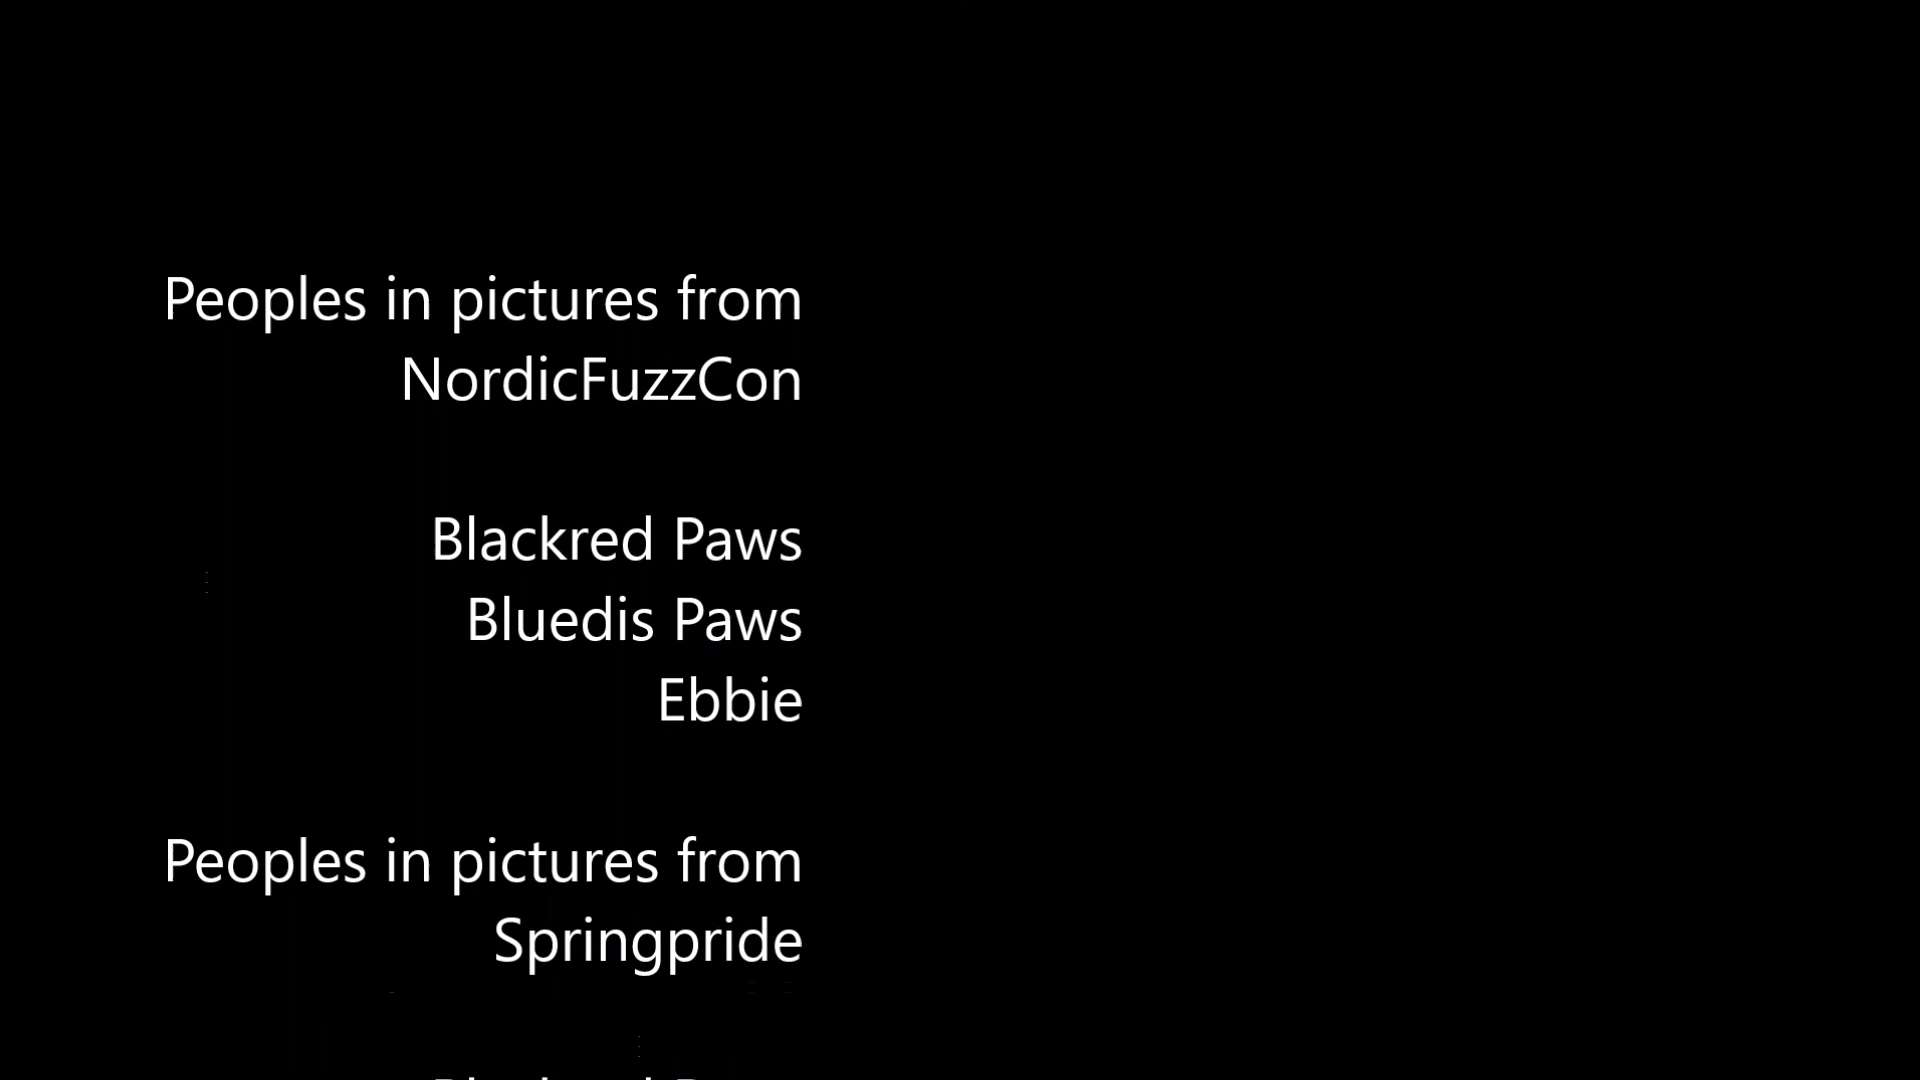 Peoples in pictures from
NordicFuzzCon
Blackred Paws
Bluedis Paws
Ebbie
Peoples in pictures from
Springpride